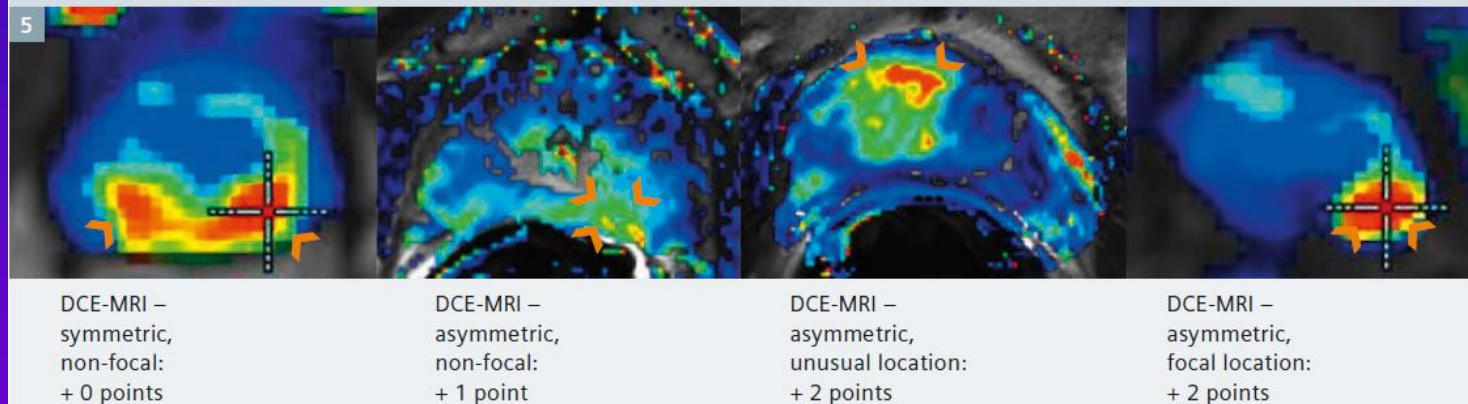 5
DCE-MRI –
symmetric,
non-focal:
+ 0 points
DCE-MRI –
asymmetric,
non-focal:
+ 1 point
DCE-MRI –
asymmetric,
unusual location:
+ 2 points
DCE-MRI –
asymmetric,
focal location:
+ 2 points